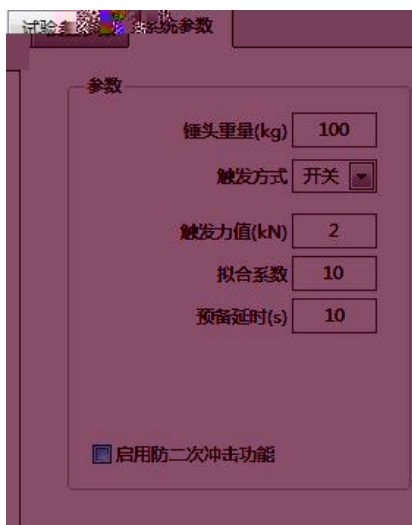 试验 系统参数
参数
锤头重量(kg) 100
触发方式 开关
触发力值(kN) 2
拟合系数 10
预备延时(s) 10
启用防二次冲击功能